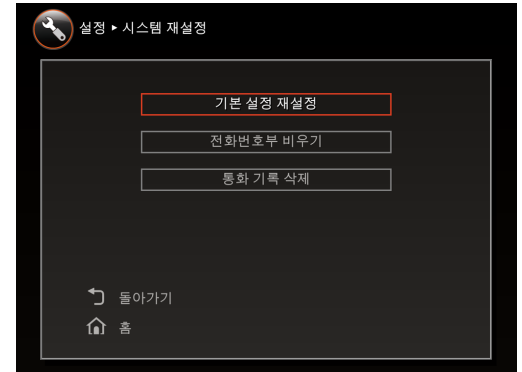 설정 ▸ 시스템 재설정
기본 설정 재설정
전화번호부 비우기
통화 기록 삭제
돌아가기
홈